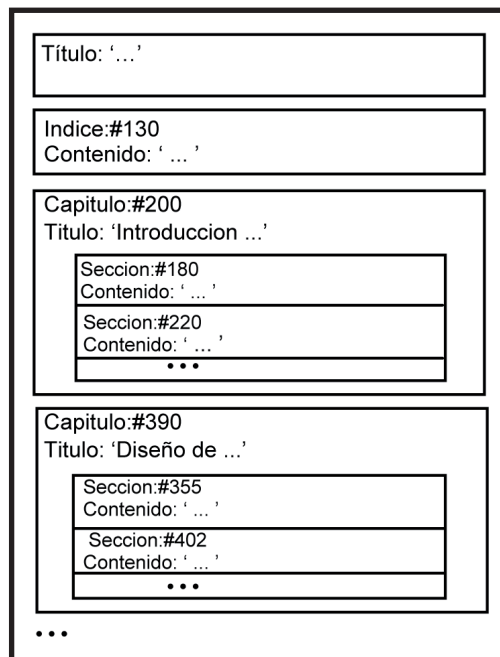 Título: ‘...’
Indice:#130
Contenido: ‘ ... ’
Capitulo:#200
Titulo: ‘Introduccion ...’
Seccion:#180
Contenido: ‘ ... ’
Seccion:#220
Contenido: ‘ ... ’
...
Capitulo:#390
Titulo: ‘Diseño de ...’
Seccion:#355
Contenido: ‘ ... ’
Seccion:#402
Contenido: ‘ ... ’
...
...